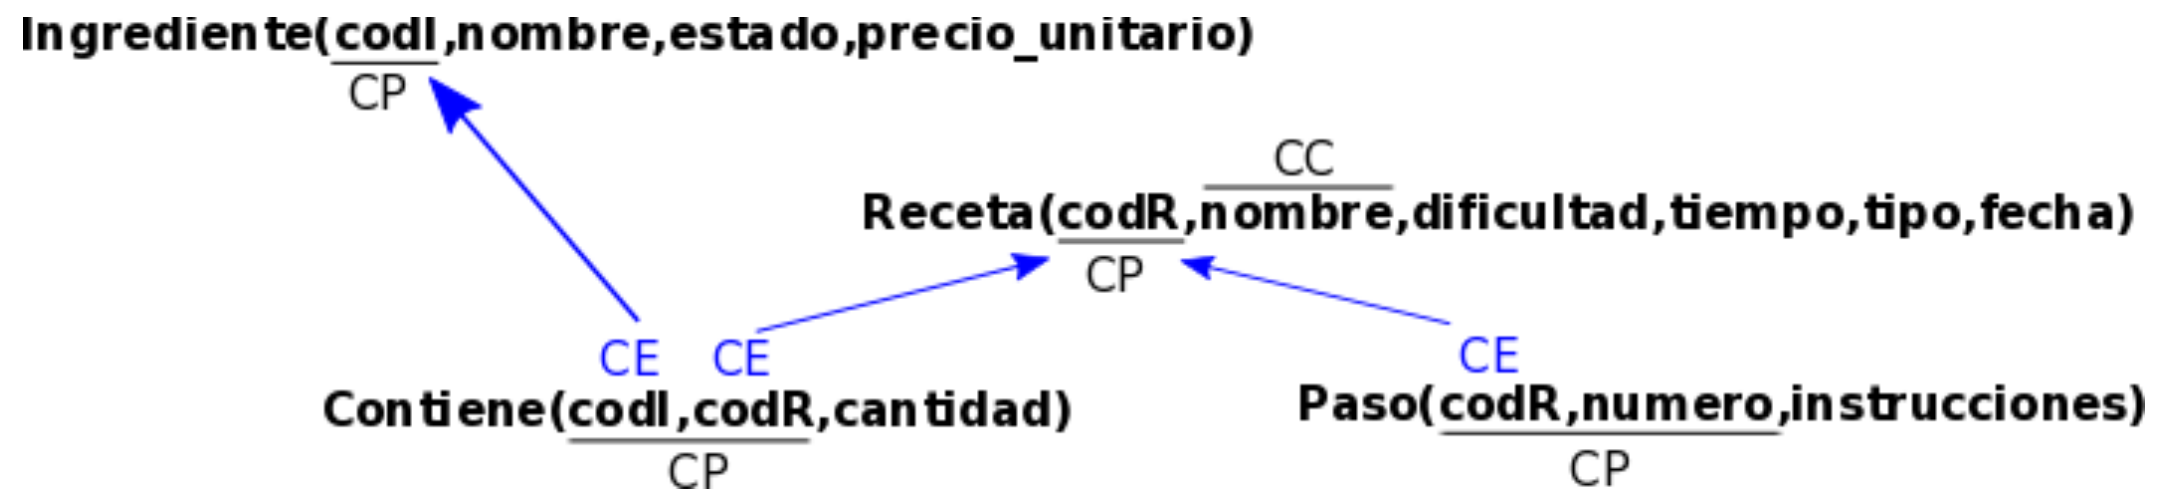 Ingrediente(codI,nombre,estado,precio_unitario)
CP
CC
Receta(codR,nombre,dificultad,tiempo,tipo,fecha)
CP
CE CE
CE
Contiene(codI,codR,cantidad)
Paso(codR,numero,instrucciones)
CP
CP